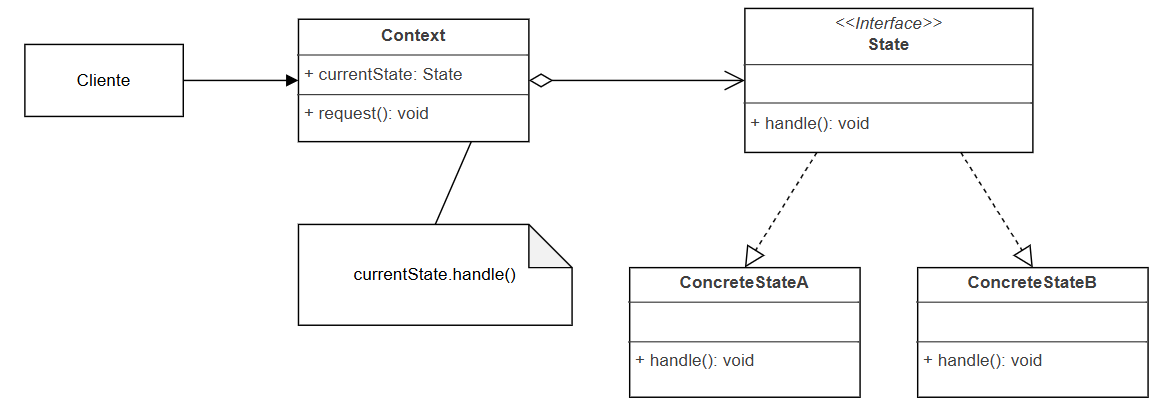 Cliente
Context
+ currentState: State
+ request(): void
currentState.handle()
<<Interface>>
State
+ handle(): void
ConcreteStateA
+ handle(): void
ConcreteStateB
+ handle(): void